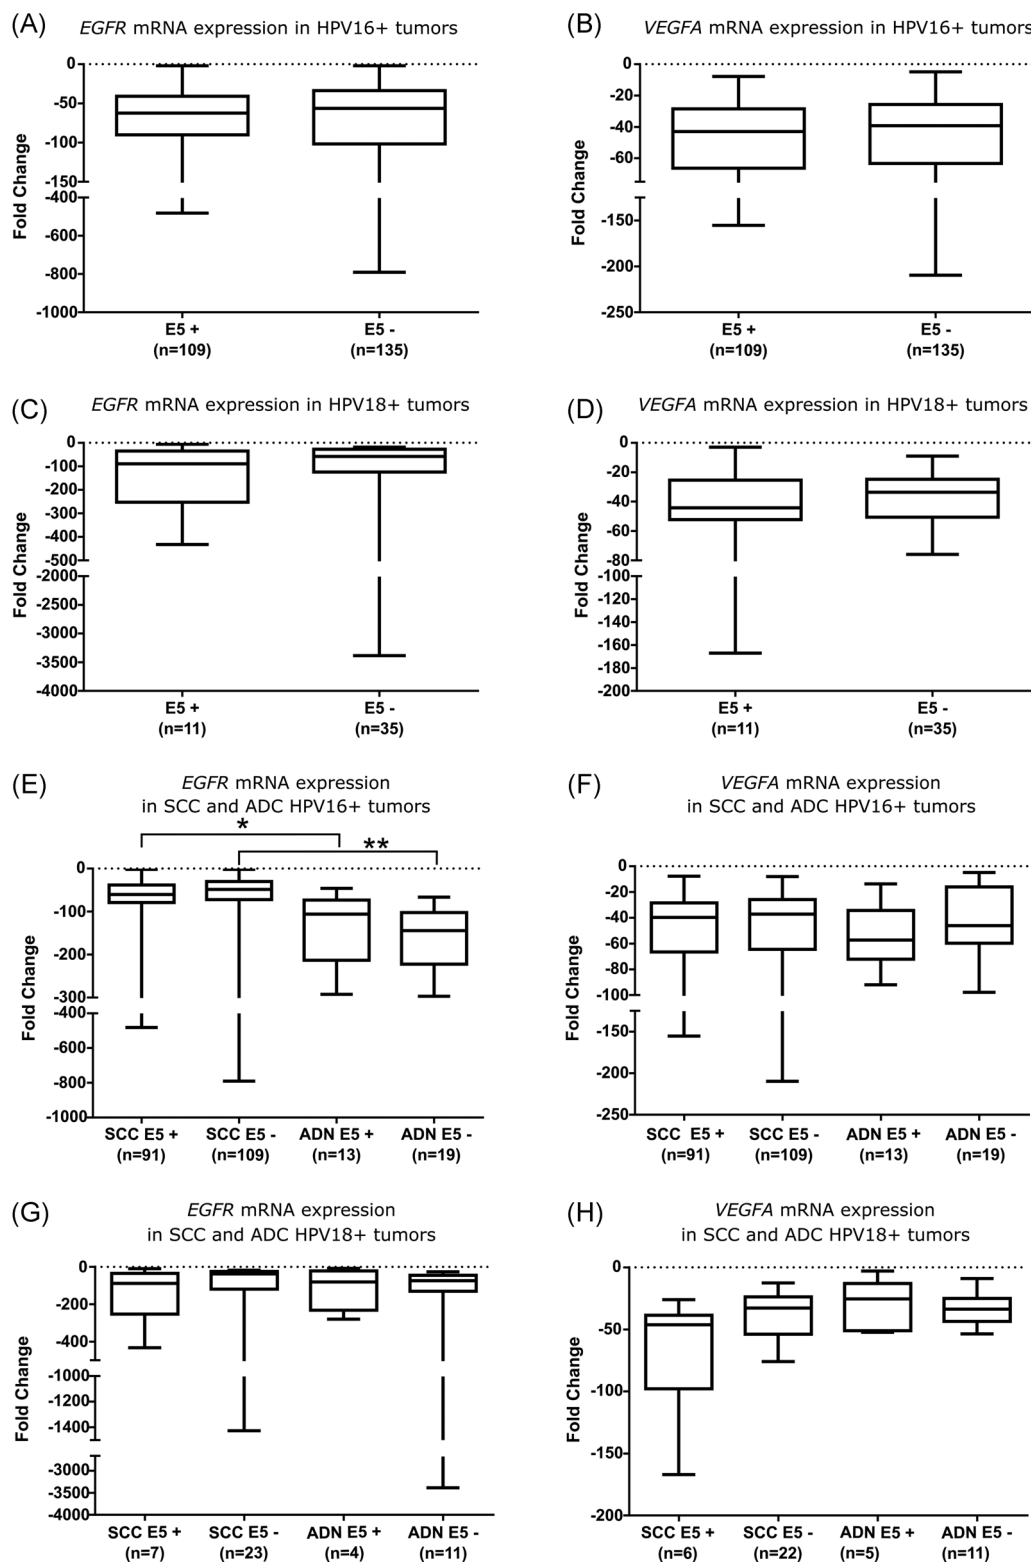 (A) EGFR mRNA expression in HPV16+ tumors
Fold Change
0
-50
-100
-150
-400
-600
-800
-1000
E5 + E5 -
(n=109) (n=135)
(B) VEGFA mRNA expression in HPV16+ tumors
Fold Change
0
-20
-40
-60
-150
-200
-250
E5 + E5 -
(n=109) (n=135)
(C) EGFR mRNA expression in HPV18+ tumors
Fold Change
0
-100
-200
-300
-400
-500
-2000
-2500
-3000
-3500
-4000
E5 + E5 -
(n=11) (n=35)
(D) VEGFA mRNA expression in HPV18+ tumors
Fold Change
0
-20
-40
-60
-80
-100
-120
-140
-160
-180
-200
E5 + E5 -
(n=11) (n=35)
(E) EGFR mRNA expression
in SCC and ADC HPV16+ tumors
* **
Fold Change
0
-100
-200
-300
-400
-600
-800
-1000
SCC E5 + SCC E5 - ADN E5 + ADN E5 -
(n=91) (n=109) (n=13) (n=19)
(F) VEGFA mRNA expression
in SCC and ADC HPV16+ tumors
Fold Change
0
-20
-40
-60
-80
-100
-150
-200
-250
SCC E5 + SCC E5 - ADN E5 + ADN E5 -
(n=91) (n=109) (n=13) (n=19)
(G) EGFR mRNA expression
in SCC and ADC HPV18+ tumors
Fold Change
0
-200
-400
-1000
-1200
-1400
-3000
-3500
-4000
SCC E5 + SCC E5 - ADN E5 + ADN E5 -
(n=7) (n=23) (n=4) (n=11)
(H) VEGFA mRNA expression
in SCC and ADC HPV18+ tumors
Fold Change
0
-50
-100
-150
-200
SCC E5 + SCC E5 - ADN E5 + ADN E5 -
(n=6) (n=22) (n=5) (n=11)